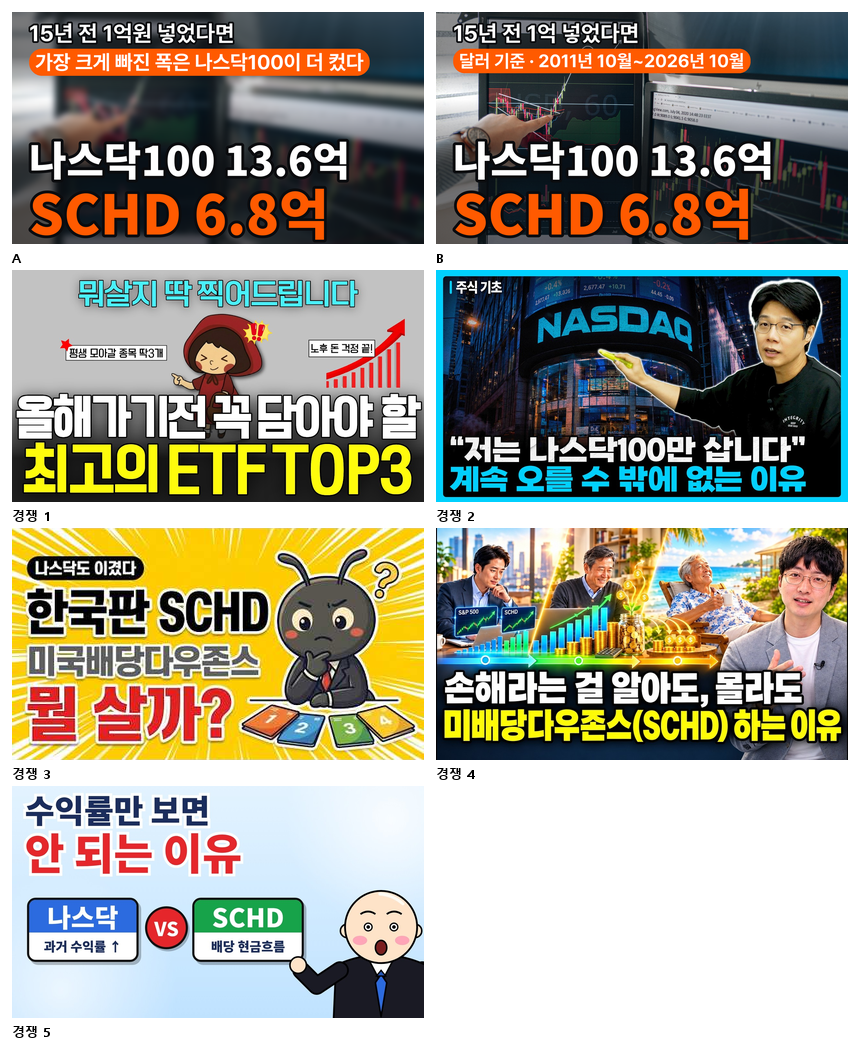 15년 전 1억원 넣었다면
가장 크게 빠진 폭은 나스닥100이 더 컸다
나스닥100 13.6억
SCHD 6.8억
A
15년 전 1억 넣었다면
달러 기준 · 2011년 10월~2026년 10월
나스닥100 13.6억
SCHD 6.8억
B
뭐살지 딱 찍어드립니다
평생 모아갈 종목 딱3개
노후 돈 걱정 끝!
올해가기전 꼭 담아야 할
최고의 ETF TOP3
경쟁 1
주식 기초
NASDAQ
INTEGRITY
“저는 나스닥100만 삽니다”
계속 오를 수 밖에 없는 이유
경쟁 2
나스닥도 이겼다
한국판 SCHD
미국배당다우존스
뭘 살까?
1 2 3 4
경쟁 3
S&P 500
SCHD
손해라는 걸 알아도, 몰라도
미배당다우존스(SCHD) 하는 이유
경쟁 4
수익률만 보면
안 되는 이유
나스닥
과거 수익률 ↑
VS
SCHD
배당 현금흐름
경쟁 5